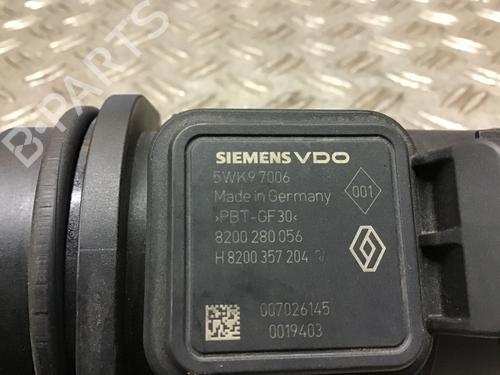 B-PARTS
SIEMENS VDO
5WK9 7006
Made in Germany
001
>PBT-GF30<
8200 280 056
H 8200 357 204
007026145
0019403